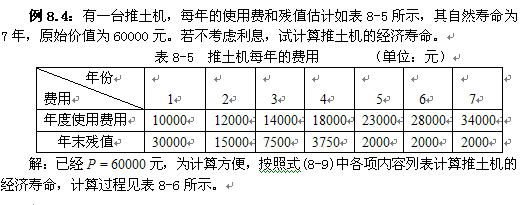 例 8.4：有一台推土机，每年的使用费和残值估计如表 8-5 所示，其自然寿命为
7 年，原始价值为 60000 元。若不考虑利息，试计算推土机的经济寿命。
表 8-5 推土机每年的费用 （单位：元）
年份
费用 1 2 3 4 5 6 7
年度使用费用 10000 12000 14000 18000 23000 28000 34000
年末残值 30000 15000 7500 3750 2000 2000 2000
解：已经 P = 60000 元，为计算方便，按照式(8-9)中各项内容列表计算推土机的
经济寿命，计算过程见表 8-6 所示。